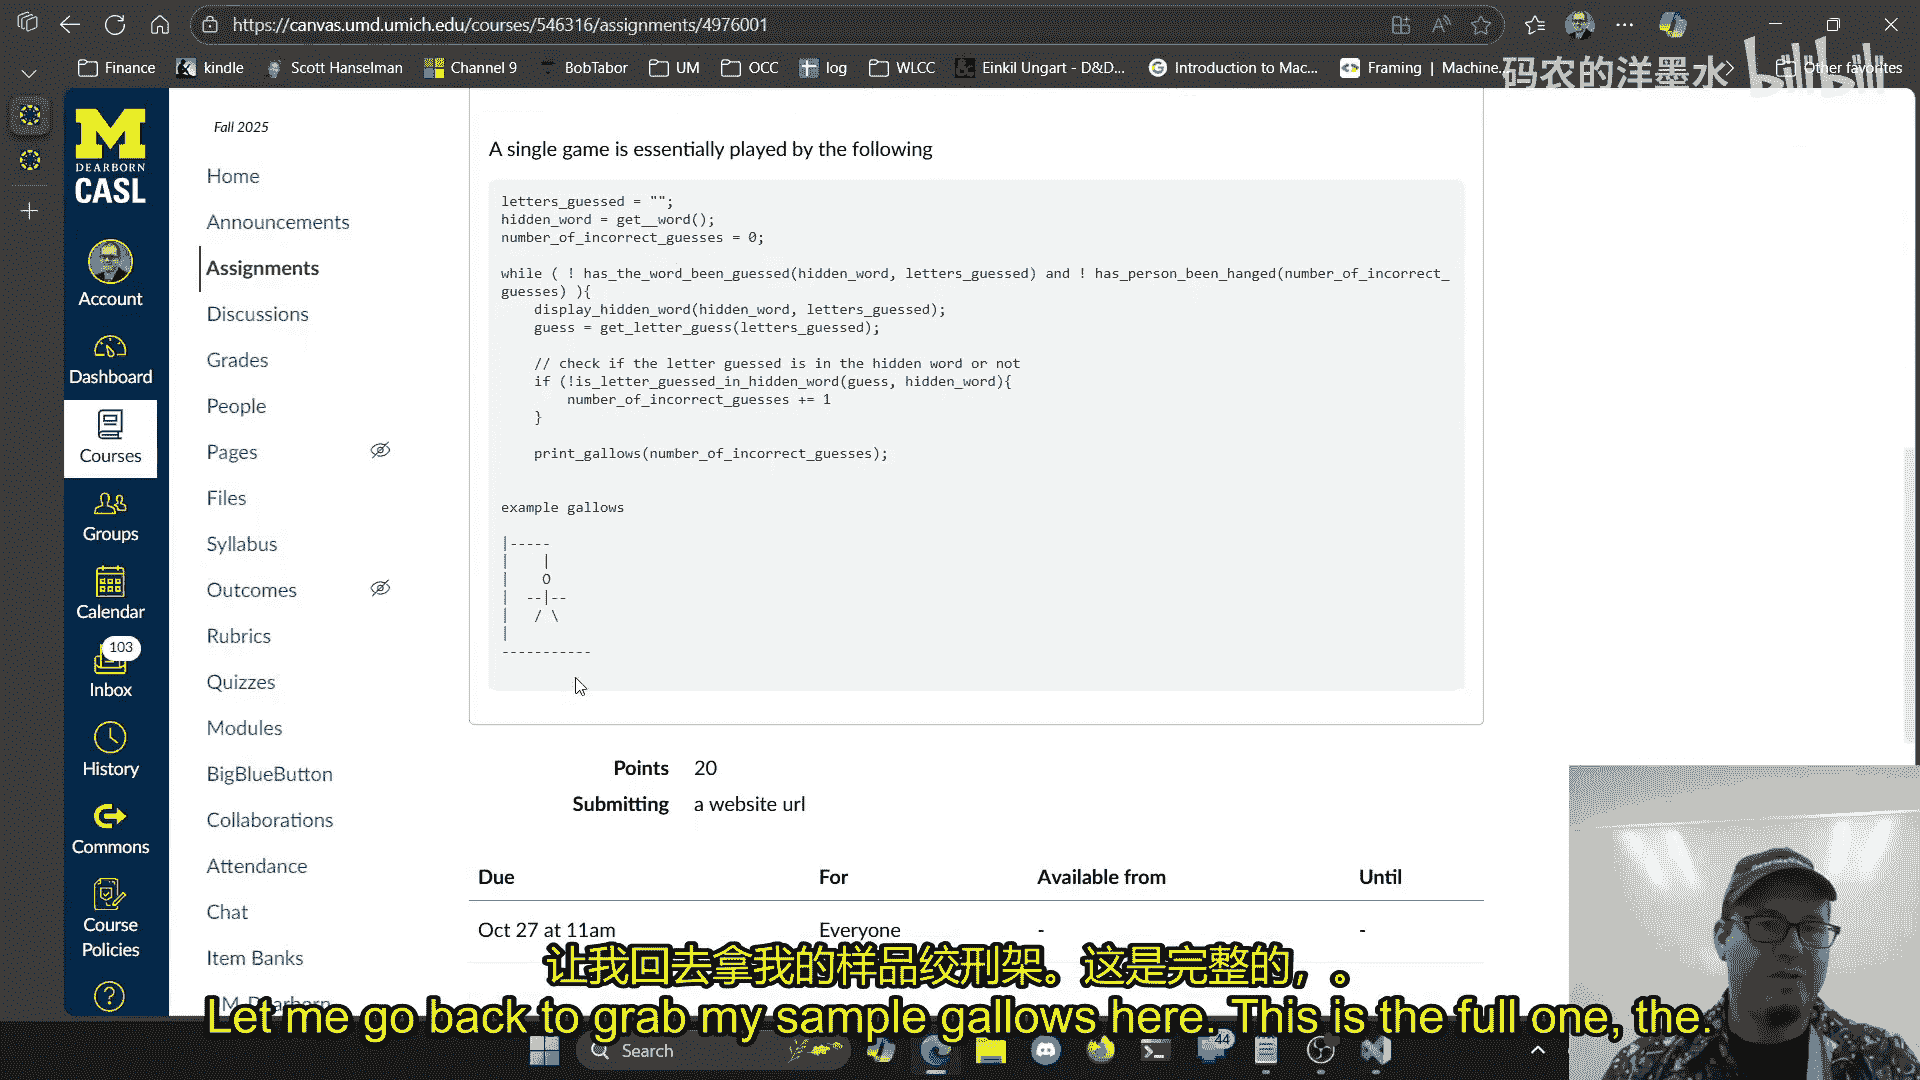 https://canvas.umd.umich.edu/courses/546316/assignments/4976001
Finance
kindle
Scott Hanselman
Channel 9
BobTabor
UM
OCC
log
WLCC
Einkil Ungart - D&D...
Introduction to Mac...
Framing | Machine...
Other favorites
码农的洋墨水
bilibili
M
DEARBORN
CASL
Account
Dashboard
Courses
Groups
Calendar
103
Inbox
History
Commons
Course
Policies
Fall 2025
Home
Announcements
Assignments
Discussions
Grades
People
Pages
Files
Syllabus
Outcomes
Rubrics
Quizzes
Modules
BigBlueButton
Collaborations
Attendance
Chat
Item Banks
A single game is essentially played by the following
letters_guessed = "";
hidden_word = get__word();
number_of_incorrect_guesses = 0;
while ( ! has_the_word_been_guessed(hidden_word, letters_guessed) and ! has_person_been_hanged(number_of_incorrect_
guesses) ){
display_hidden_word(hidden_word, letters_guessed);
guess = get_letter_guess(letters_guessed);
// check if the letter guessed is in the hidden word or not
if (!is_letter_guessed_in_hidden_word(guess, hidden_word){
number_of_incorrect_guesses += 1
}
print_gallows(number_of_incorrect_guesses);
example gallows
|-----
|    |
|    O
|  --|--
|   / \
|
-----------
Points 20
Submitting a website url
Due For Available from Until
Oct 27 at 11am Everyone - -
让我回去拿我的样品绞刑架。这是完整的，。
Let me go back to grab my sample gallows here. This is the full one, the.
Search
44